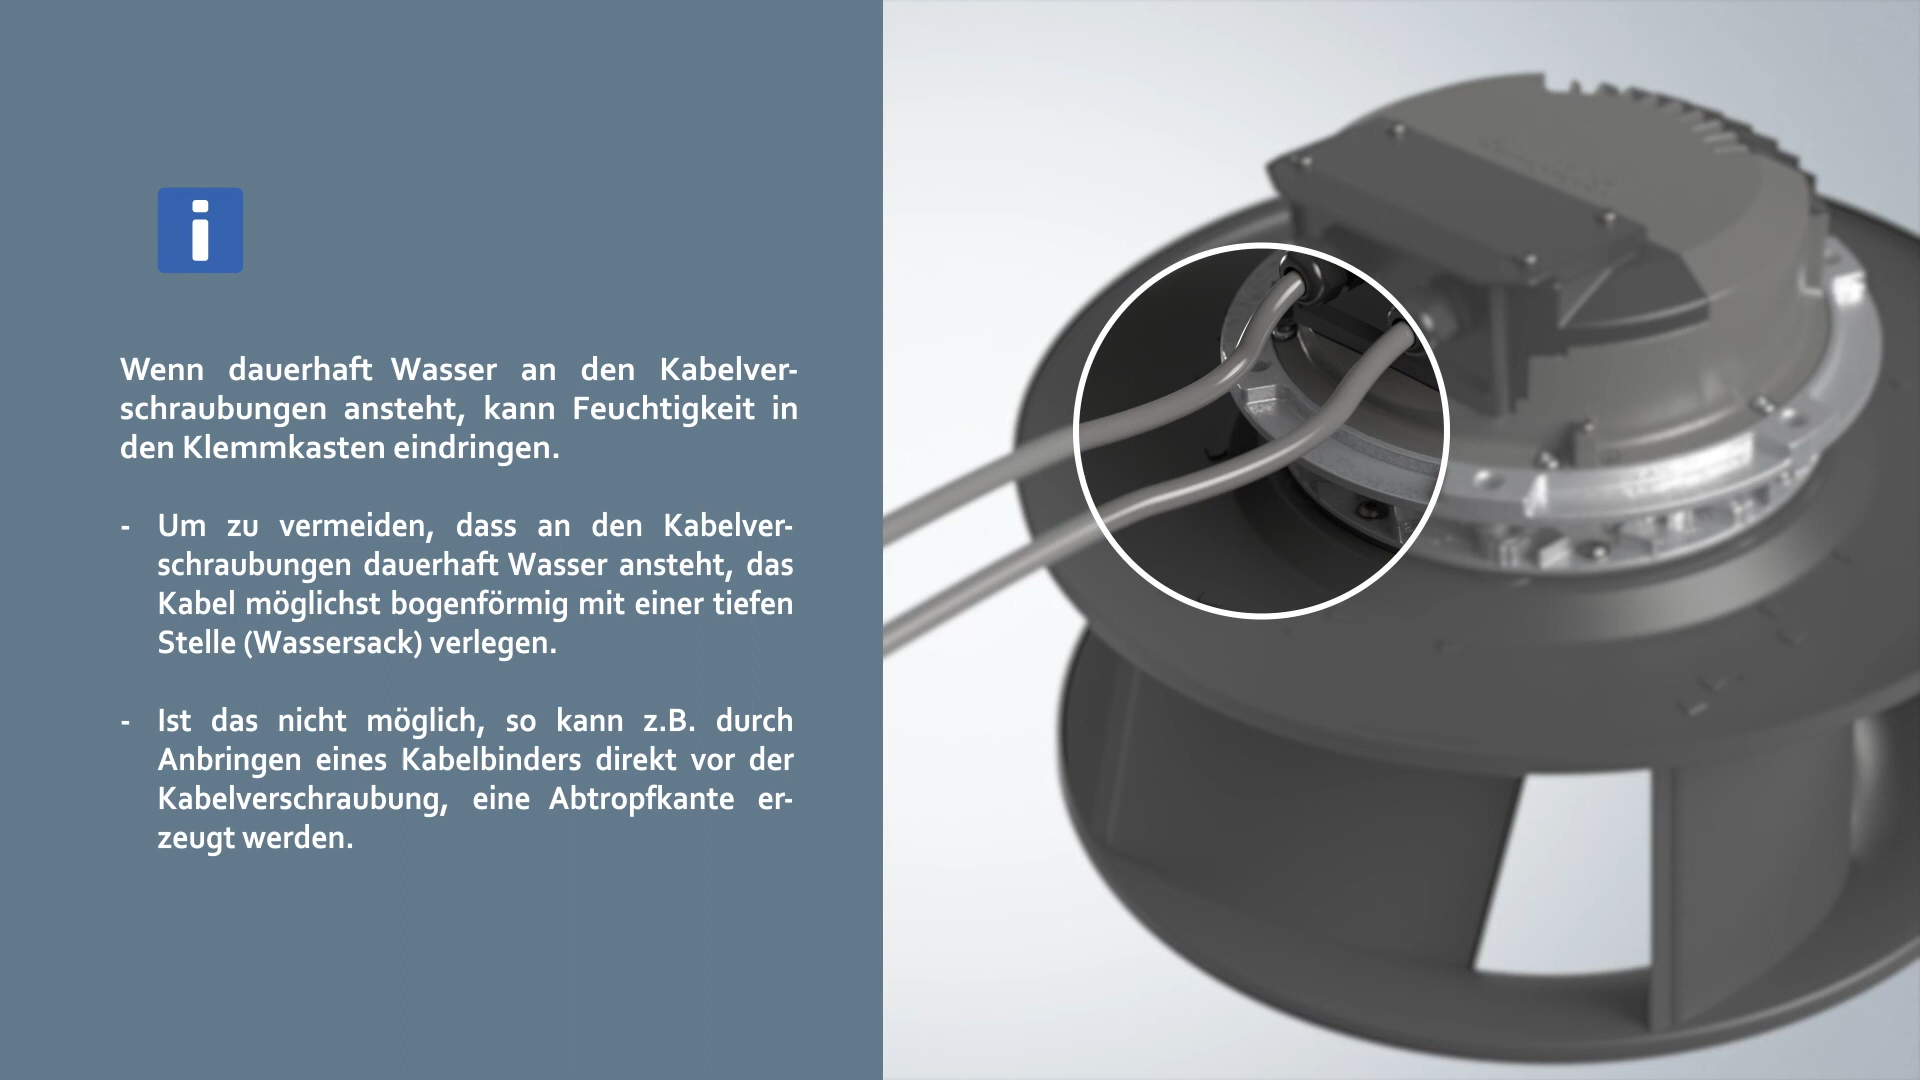 i
Wenn dauerhaft Wasser an den Kabelver-
schraubungen ansteht, kann Feuchtigkeit in
den Klemmkasten eindringen.
- Um zu vermeiden, dass an den Kabelver-
schraubungen dauerhaft Wasser ansteht, das
Kabel möglichst bogenförmig mit einer tiefen
Stelle (Wassersack) verlegen.
- Ist das nicht möglich, so kann z.B. durch
Anbringen eines Kabelbinders direkt vor der
Kabelverschraubung, eine Abtropfkante er-
zeugt werden.